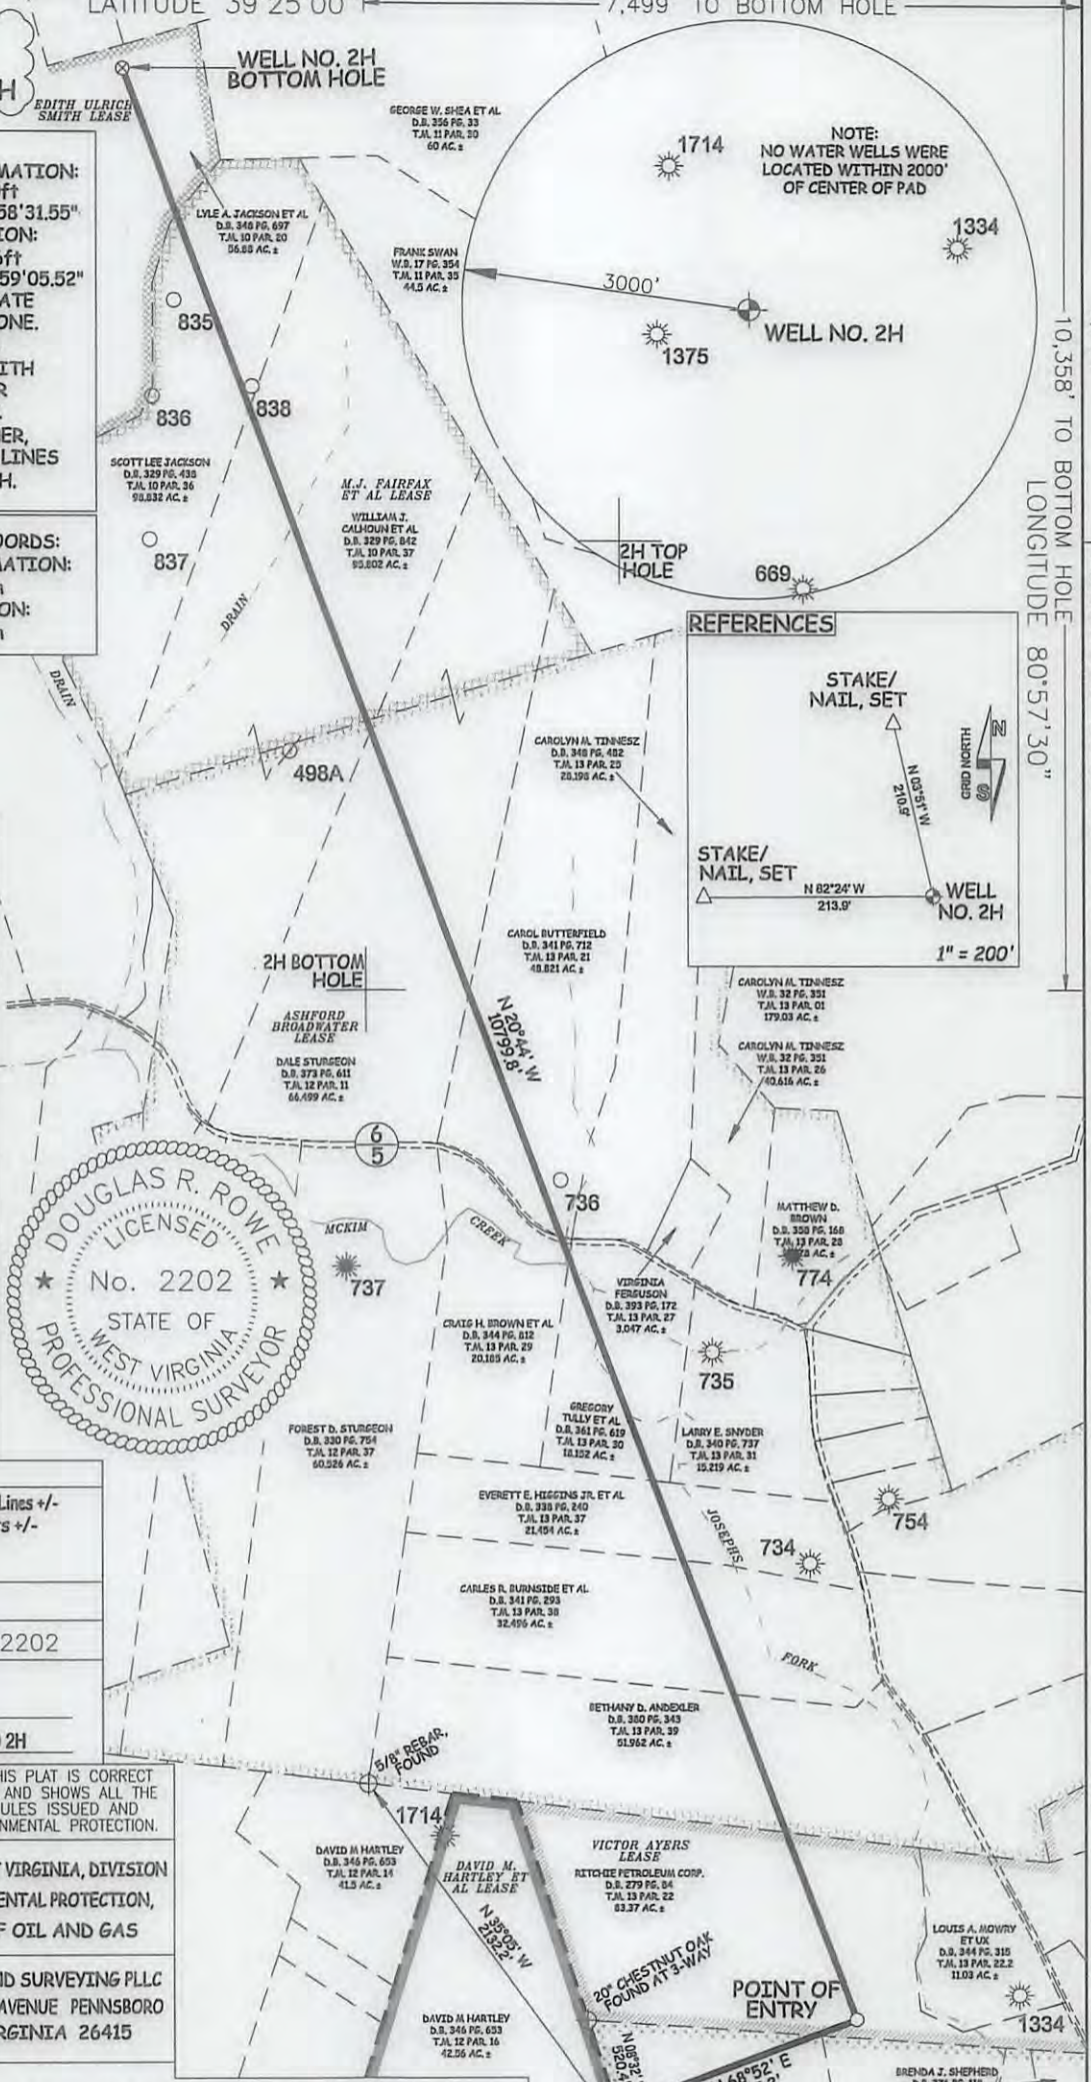 LATITUDE 39°25'00"
7,499' TO BOTTOM HOLE
WELL NO. 2H
BOTTOM HOLE
EDITH ULRICH
SMITH LEASE
GEORGE W. SHEA ET AL
D.B. 356 PG. 33
T.M. 11 PAR. 30
60 AC. ±
1714
NOTE:
NO WATER WELLS WERE
LOCATED WITHIN 2000'
OF CENTER OF PAD
1334
LYLE A. JACKSON ET AL
D.B. 348 PG. 697
T.M. 10 PAR. 20
56.88 AC. ±
FRANK SWAN
W.B. 17 PG. 354
T.M. 11 PAR. 35
44.5 AC. ±
3000'
WELL NO. 2H
1375
58'31.55"
59'05.52"
835
836
838
10,358' TO BOTTOM HOLE
LONGITUDE 80°57'30"
SCOTT LEE JACKSON
D.B. 329 PG. 438
T.M. 10 PAR. 36
98.832 AC. ±
M.J. FAIRFAX
ET AL LEASE
WILLIAM J.
CALHOUN ET AL
D.B. 329 PG. 842
T.M. 10 PAR. 37
95.802 AC. ±
837
DRAIN
2H TOP
HOLE
669
DRAIN
REFERENCES
STAKE/
NAIL, SET
GRID NORTH
N
S
N 03°51' W
210.9'
STAKE/
NAIL, SET
N 82°24' W
213.9'
WELL
NO. 2H
1" = 200'
498A
CAROLYN M. TINNESZ
D.B. 348 PG. 482
T.M. 13 PAR. 25
28.198 AC. ±
CAROL BUTTERFIELD
D.B. 341 PG. 712
T.M. 13 PAR. 21
48.821 AC. ±
2H BOTTOM
HOLE
ASHFORD
BROADWATER
LEASE
DALE STURGEON
D.B. 373 PG. 611
T.M. 12 PAR. 11
66.499 AC. ±
N 20°44' W
10799.8'
CAROLYN M. TINNESZ
W.B. 32 PG. 351
T.M. 13 PAR. 01
179.03 AC. ±
CAROLYN M. TINNESZ
W.B. 32 PG. 351
T.M. 13 PAR. 26
40.616 AC. ±
6
5
DOUGLAS R. ROWE
LICENSED
No. 2202
STATE OF
WEST VIRGINIA
PROFESSIONAL SURVEYOR
736
MCKIM
CREEK
737
MATTHEW D.
BROWN
D.B. 358 PG. 168
T.M. 13 PAR. 28
774
VIRGINIA
FERGUSON
D.B. 393 PG. 172
T.M. 13 PAR. 27
3.047 AC. ±
CRAIG H. BROWN ET AL
D.B. 344 PG. 812
T.M. 13 PAR. 29
20.185 AC. ±
735
GREGORY
TULLY ET AL
D.B. 361 PG. 619
T.M. 13 PAR. 30
18.152 AC. ±
LARRY E. SNYDER
D.B. 340 PG. 737
T.M. 13 PAR. 31
15.219 AC. ±
FOREST D. STURGEON
D.B. 330 PG. 754
T.M. 12 PAR. 37
60.526 AC. ±
EVERETT E. HIGGINS JR. ET AL
D.B. 338 PG. 240
T.M. 13 PAR. 37
21.454 AC. ±
JOSEPHS
FORK
734
754
CARLES R. BURNSIDE ET AL
D.B. 341 PG. 293
T.M. 13 PAR. 38
32.496 AC. ±
BETHANY D. ANDEXLER
D.B. 380 PG. 343
T.M. 13 PAR. 39
51.962 AC. ±
Lines +/-
2202
2H
THIS PLAT IS CORRECT
AND SHOWS ALL THE
RULES ISSUED AND
5/8" REBAR,
FOUND
1714
DAVID M HARTLEY
D.B. 346 PG. 653
T.M. 12 PAR. 14
41.5 AC. ±
DAVID M.
HARTLEY ET
AL LEASE
VICTOR AYERS
LEASE
RITCHIE PETROLEUM CORP.
D.B. 279 PG. 84
T.M. 13 PAR. 22
83.37 AC. ±
VIRGINIA, DIVISION
PROTECTION,
OF OIL AND GAS
N 35°05' W
2132.2'
20" CHESTNUT OAK
FOUND AT 3-WAY
POINT OF
ENTRY
LOUIS A. MOWRY
ET UX
D.B. 344 PG. 315
T.M. 13 PAR. 22.2
11.03 AC. ±
1334
SURVEYING PLLC
AVENUE PENNSBORO
26415
DAVID M HARTLEY
D.B. 346 PG. 653
T.M. 12 PAR. 16
42.56 AC. ±
68°52' E
BRENDA J. SHEPHERD